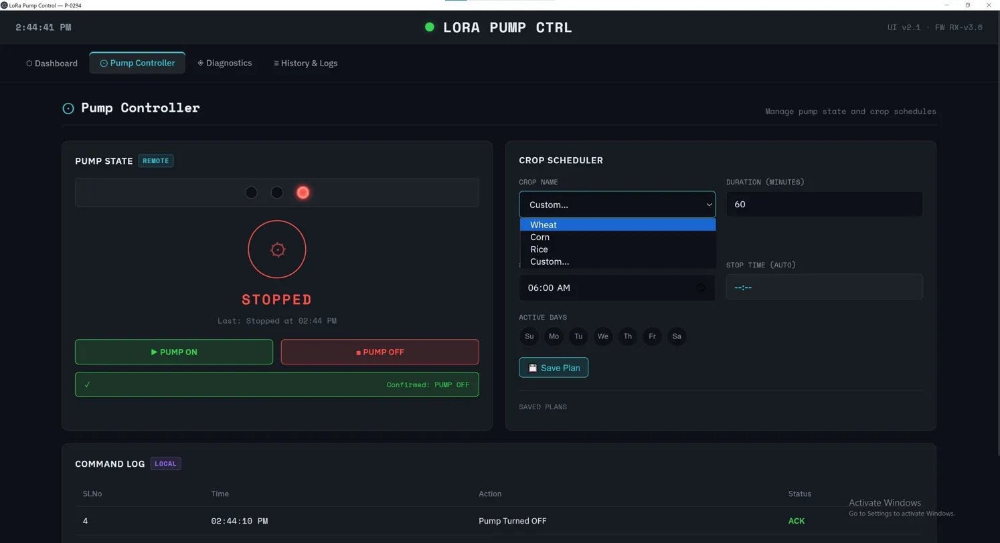 LoRa Pump Control — P-0294
2:44:41 PM
LORA PUMP CTRL
UI v2.1 · FW RX-v3.6
Dashboard
Pump Controller
Diagnostics
History & Logs
Pump Controller
Manage pump state and crop schedules
PUMP STATE REMOTE
STOPPED
Last: Stopped at 02:44 PM
PUMP ON
PUMP OFF
✓ Confirmed: PUMP OFF
CROP SCHEDULER
CROP NAME
Custom...
Wheat
Corn
Rice
Custom...
DURATION (MINUTES)
60
06:00 AM
STOP TIME (AUTO)
--:--
ACTIVE DAYS
Su Mo Tu We Th Fr Sa
Save Plan
SAVED PLANS
COMMAND LOG LOCAL
Sl.No Time Action Status
4 02:44:10 PM Pump Turned OFF ACK
Activate Windows
Go to Settings to activate Windows.